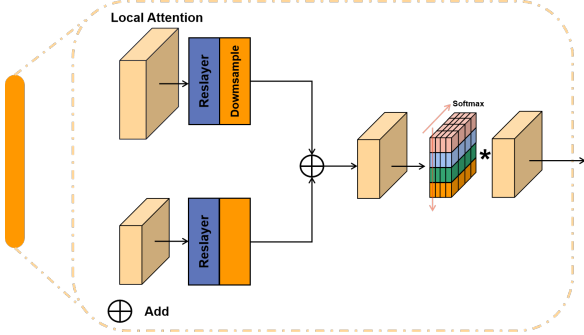 Local Attention
Reslayer
Dowmsample
Softmax
*
Reslayer
Add